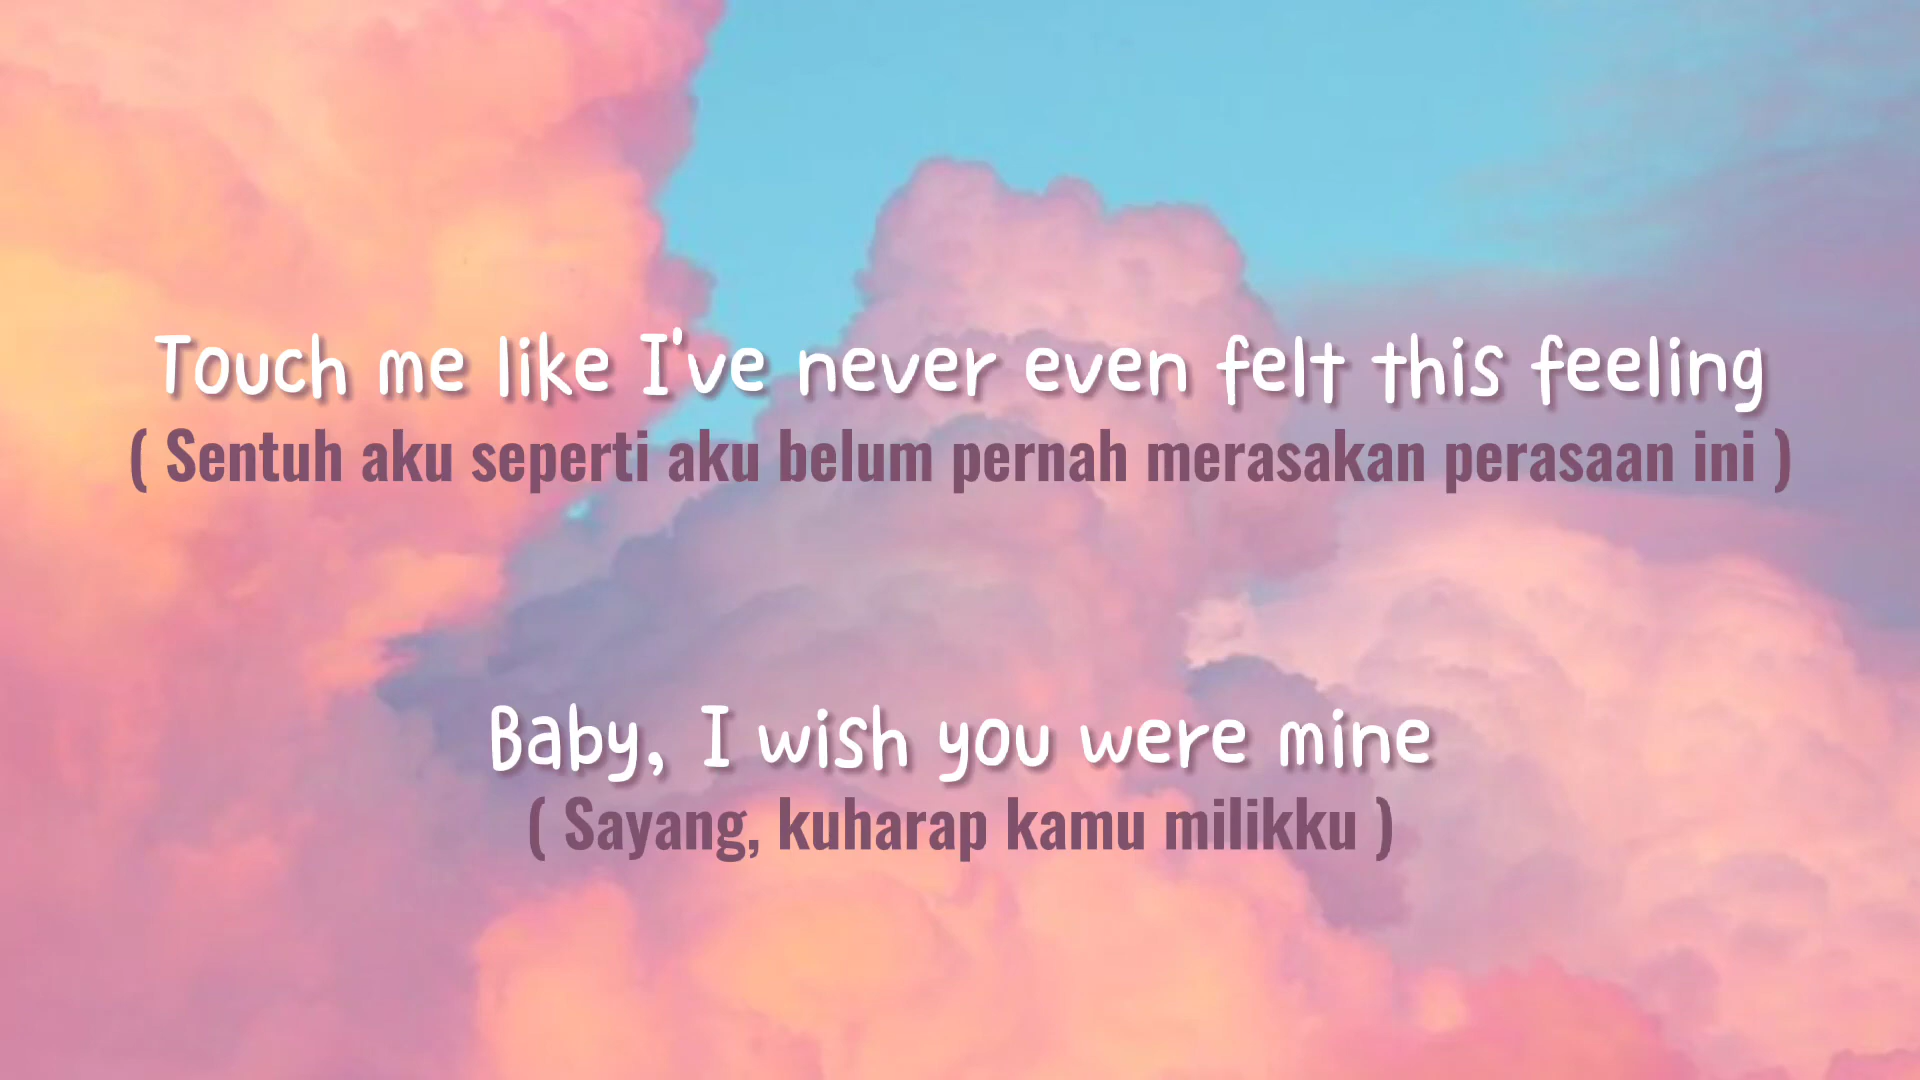 Touch me like I've never even felt this feeling
( Sentuh aku seperti aku belum pernah merasakan perasaan ini )
Baby, I wish you were mine
( Sayang, kuharap kamu milikku )